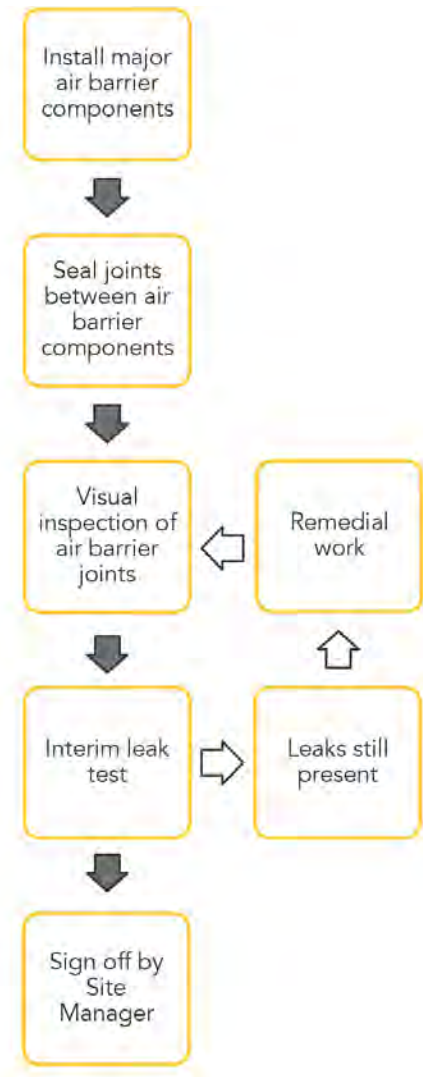 Install major
air barrier
components
Seal joints
between air
barrier
components
Visual
inspection of
air barrier
joints
Remedial
work
Interim leak
test
Leaks still
present
Sign off by
Site
Manager